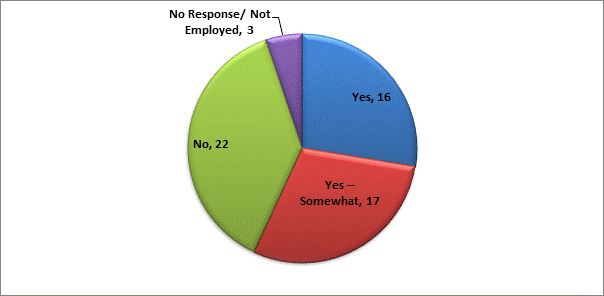 No Response/ Not
Employed, 3
Yes, 16
No, 22
Yes --
Somewhat, 17